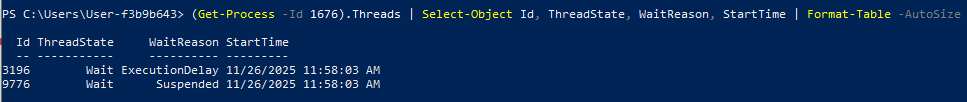 PS C:\Users\User-f3b9b643> (Get-Process -Id 1676).Threads | Select-Object Id, ThreadState, WaitReason, StartTime | Format-Table -AutoSize
Id ThreadState WaitReason StartTime
-- ----------- ---------- ---------
3196 Wait ExecutionDelay 11/26/2025 11:58:03 AM
9776 Wait Suspended 11/26/2025 11:58:03 AM